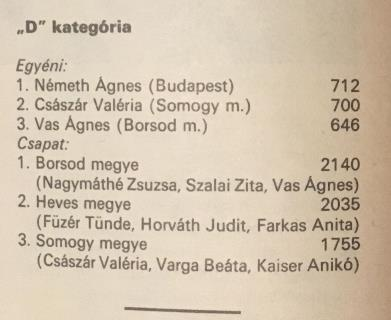 „D” kategória
Egyéni:
1. Németh Ágnes (Budapest) 712
2. Császár Valéria (Somogy m.) 700
3. Vas Ágnes (Borsod m.) 646
Csapat:
1. Borsod megye 2140
(Nagymáthé Zsuzsa, Szalai Zita, Vas Ágnes)
2. Heves megye 2035
(Füzér Tünde, Horváth Judit, Farkas Anita)
3. Somogy megye 1755
(Császár Valéria, Varga Beáta, Kaiser Anikó)